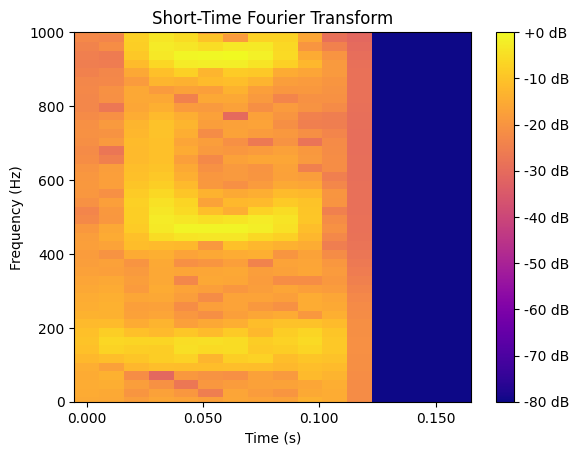 Short-Time Fourier Transform
Frequency (Hz)
1000
800
600
400
200
0
0.000
0.050
0.100
0.150
Time (s)
+0 dB
-10 dB
-20 dB
-30 dB
-40 dB
-50 dB
-60 dB
-70 dB
-80 dB